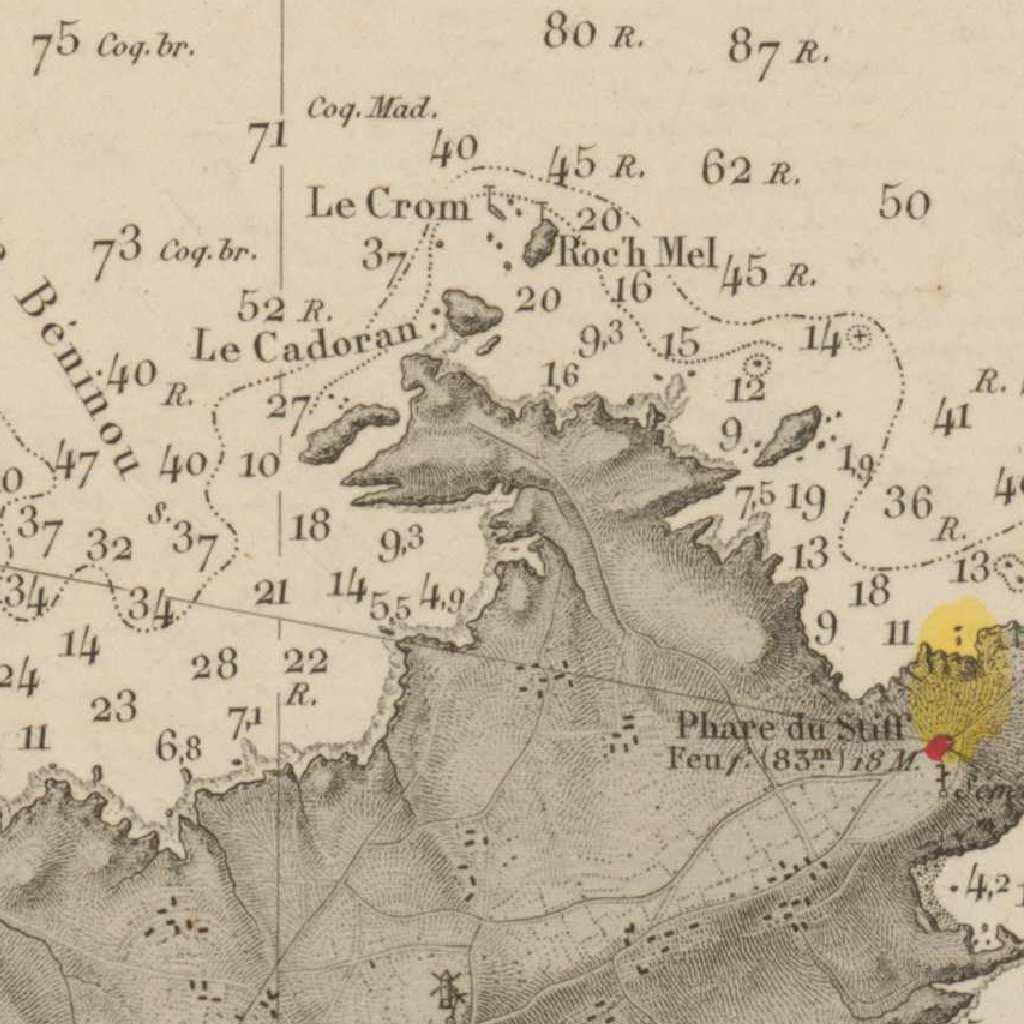 75 Coq. br.
80 R.
87 R.
Coq. Mad.
71
40
45 R.
62 R.
50
Le Crom
20
Roc'h Mel
73 Coq. br.
37
45 R.
16
20
52 R.
Le Cadoran
9,3
15
14
Béninou
40
R.
16
12
R.
27
41
9
47
40
10
1,9
36
R.
7,5
19
37
s.
32
37
18
9,3
13
13
34
34
21
14
5,5
4,9
18
14
9
11
24
28
22
R.
23
7,1
11
6,8
Phare du Stiff
Feu f. (83m) 18 M.
Sem
4,2